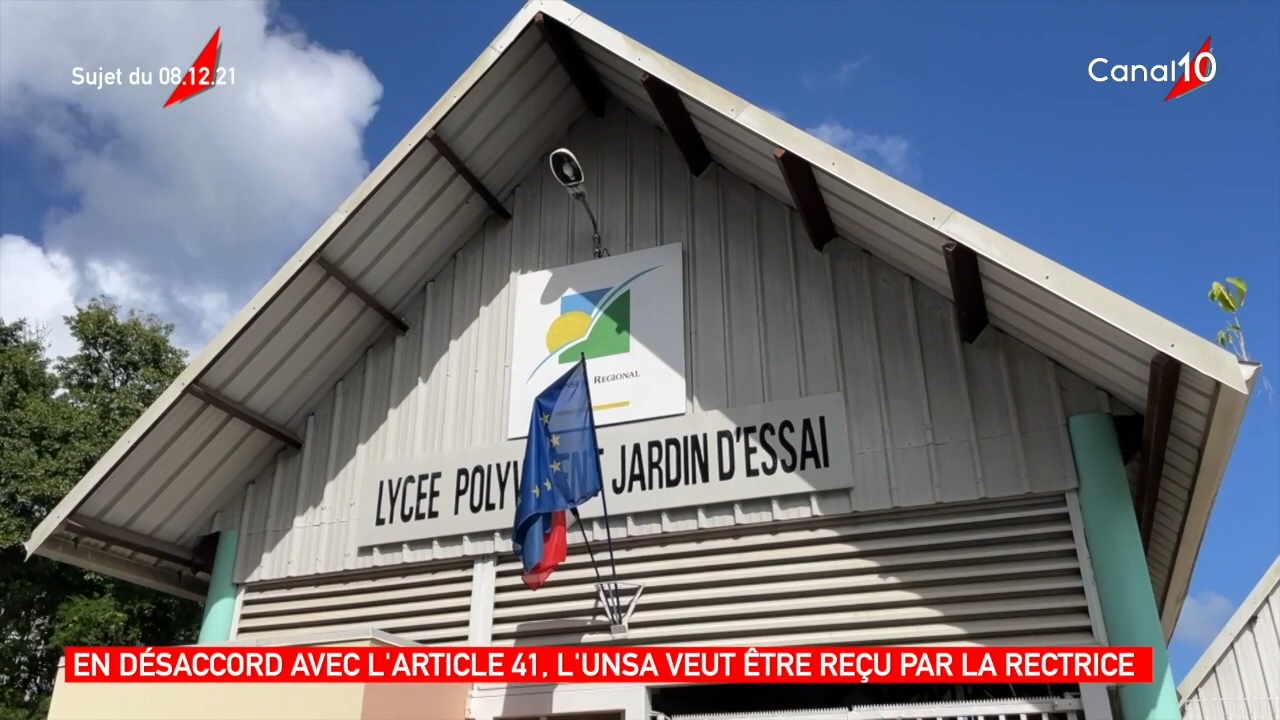 Sujet du 08.12.21
Canal10
REGIONAL
LYCEE JARDIN D'ESSAI
EN DÉSACCORD AVEC L'ARTICLE 41, L'UNSA VEUT ÊTRE REÇU PAR LA RECTRICE